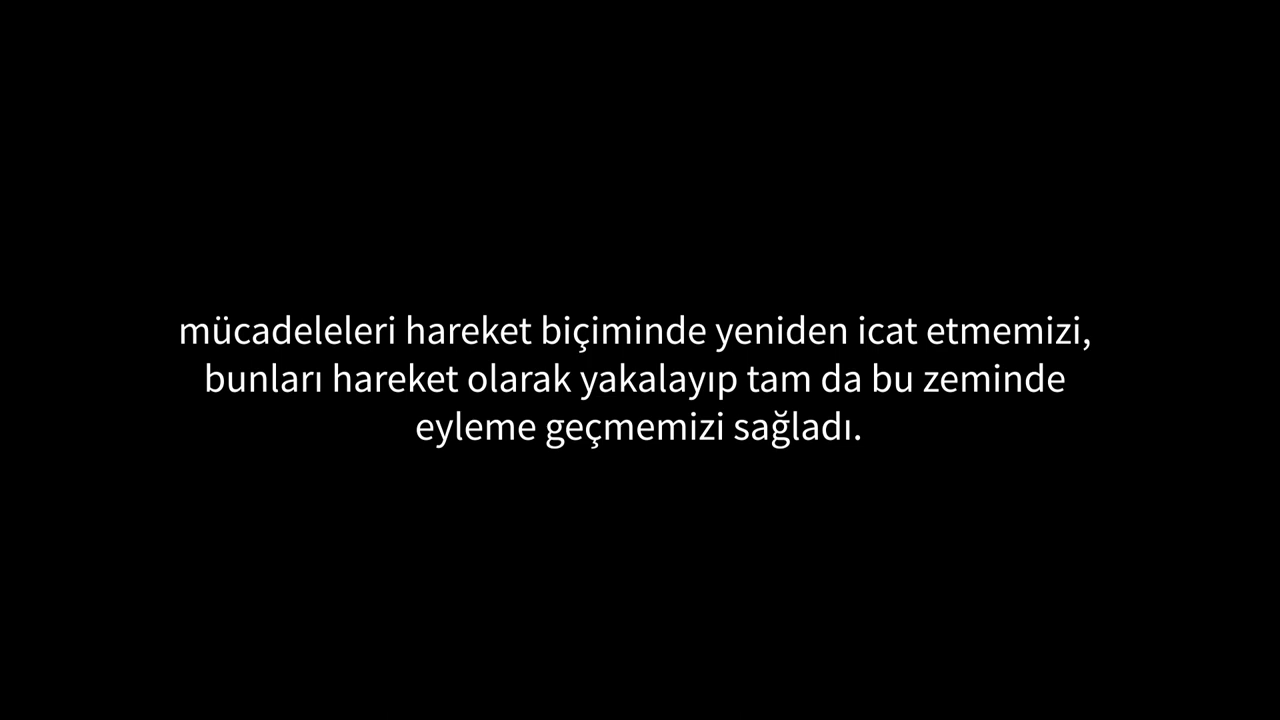 mücadeleleri hareket biçiminde yeniden icat etmemizi,
bunları hareket olarak yakalayıp tam da bu zeminde
eyleme geçmemizi sağladı.